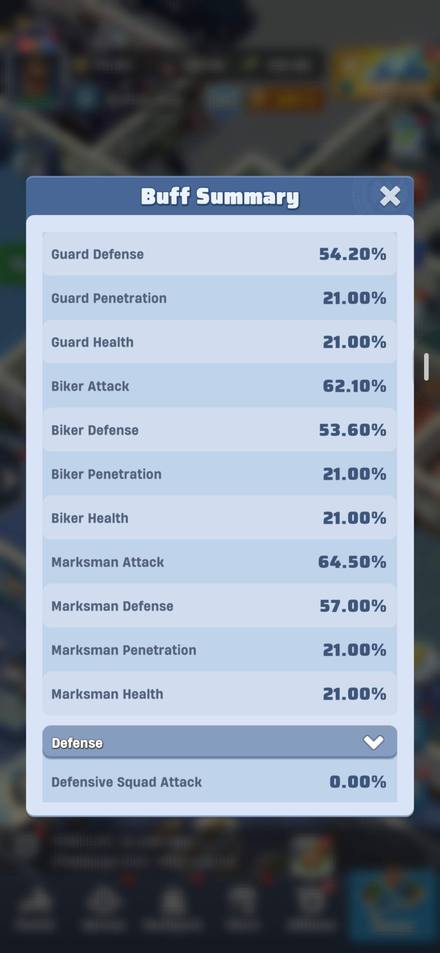 Buff Summary
Guard Defense 54.20%
Guard Penetration 21.00%
Guard Health 21.00%
Biker Attack 62.10%
Biker Defense 53.60%
Biker Penetration 21.00%
Biker Health 21.00%
Marksman Attack 64.50%
Marksman Defense 57.00%
Marksman Penetration 21.00%
Marksman Health 21.00%
Defense
Defensive Squad Attack 0.00%